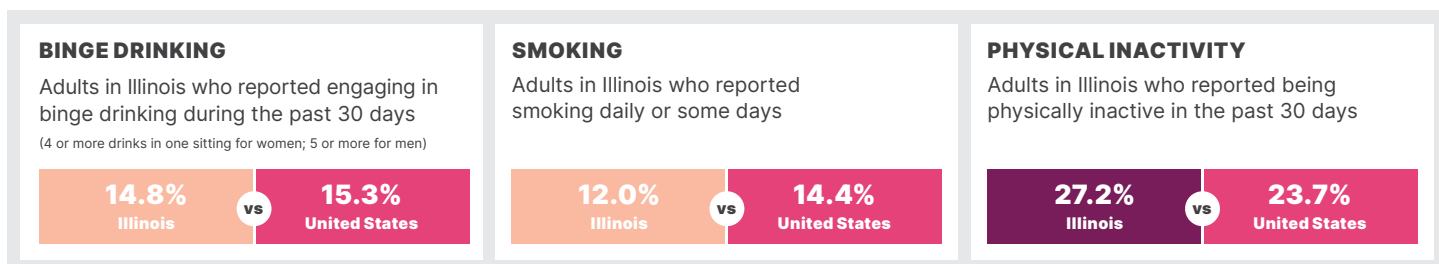 BINGE DRINKING
Adults in Illinois who reported engaging in
binge drinking during the past 30 days
(4 or more drinks in one sitting for women; 5 or more for men)
14.8%
Illinois
vs
15.3%
United States
SMOKING
Adults in Illinois who reported
smoking daily or some days
12.0%
Illinois
vs
14.4%
United States
PHYSICAL INACTIVITY
Adults in Illinois who reported being
physically inactive in the past 30 days
27.2%
Illinois
vs
23.7%
United States